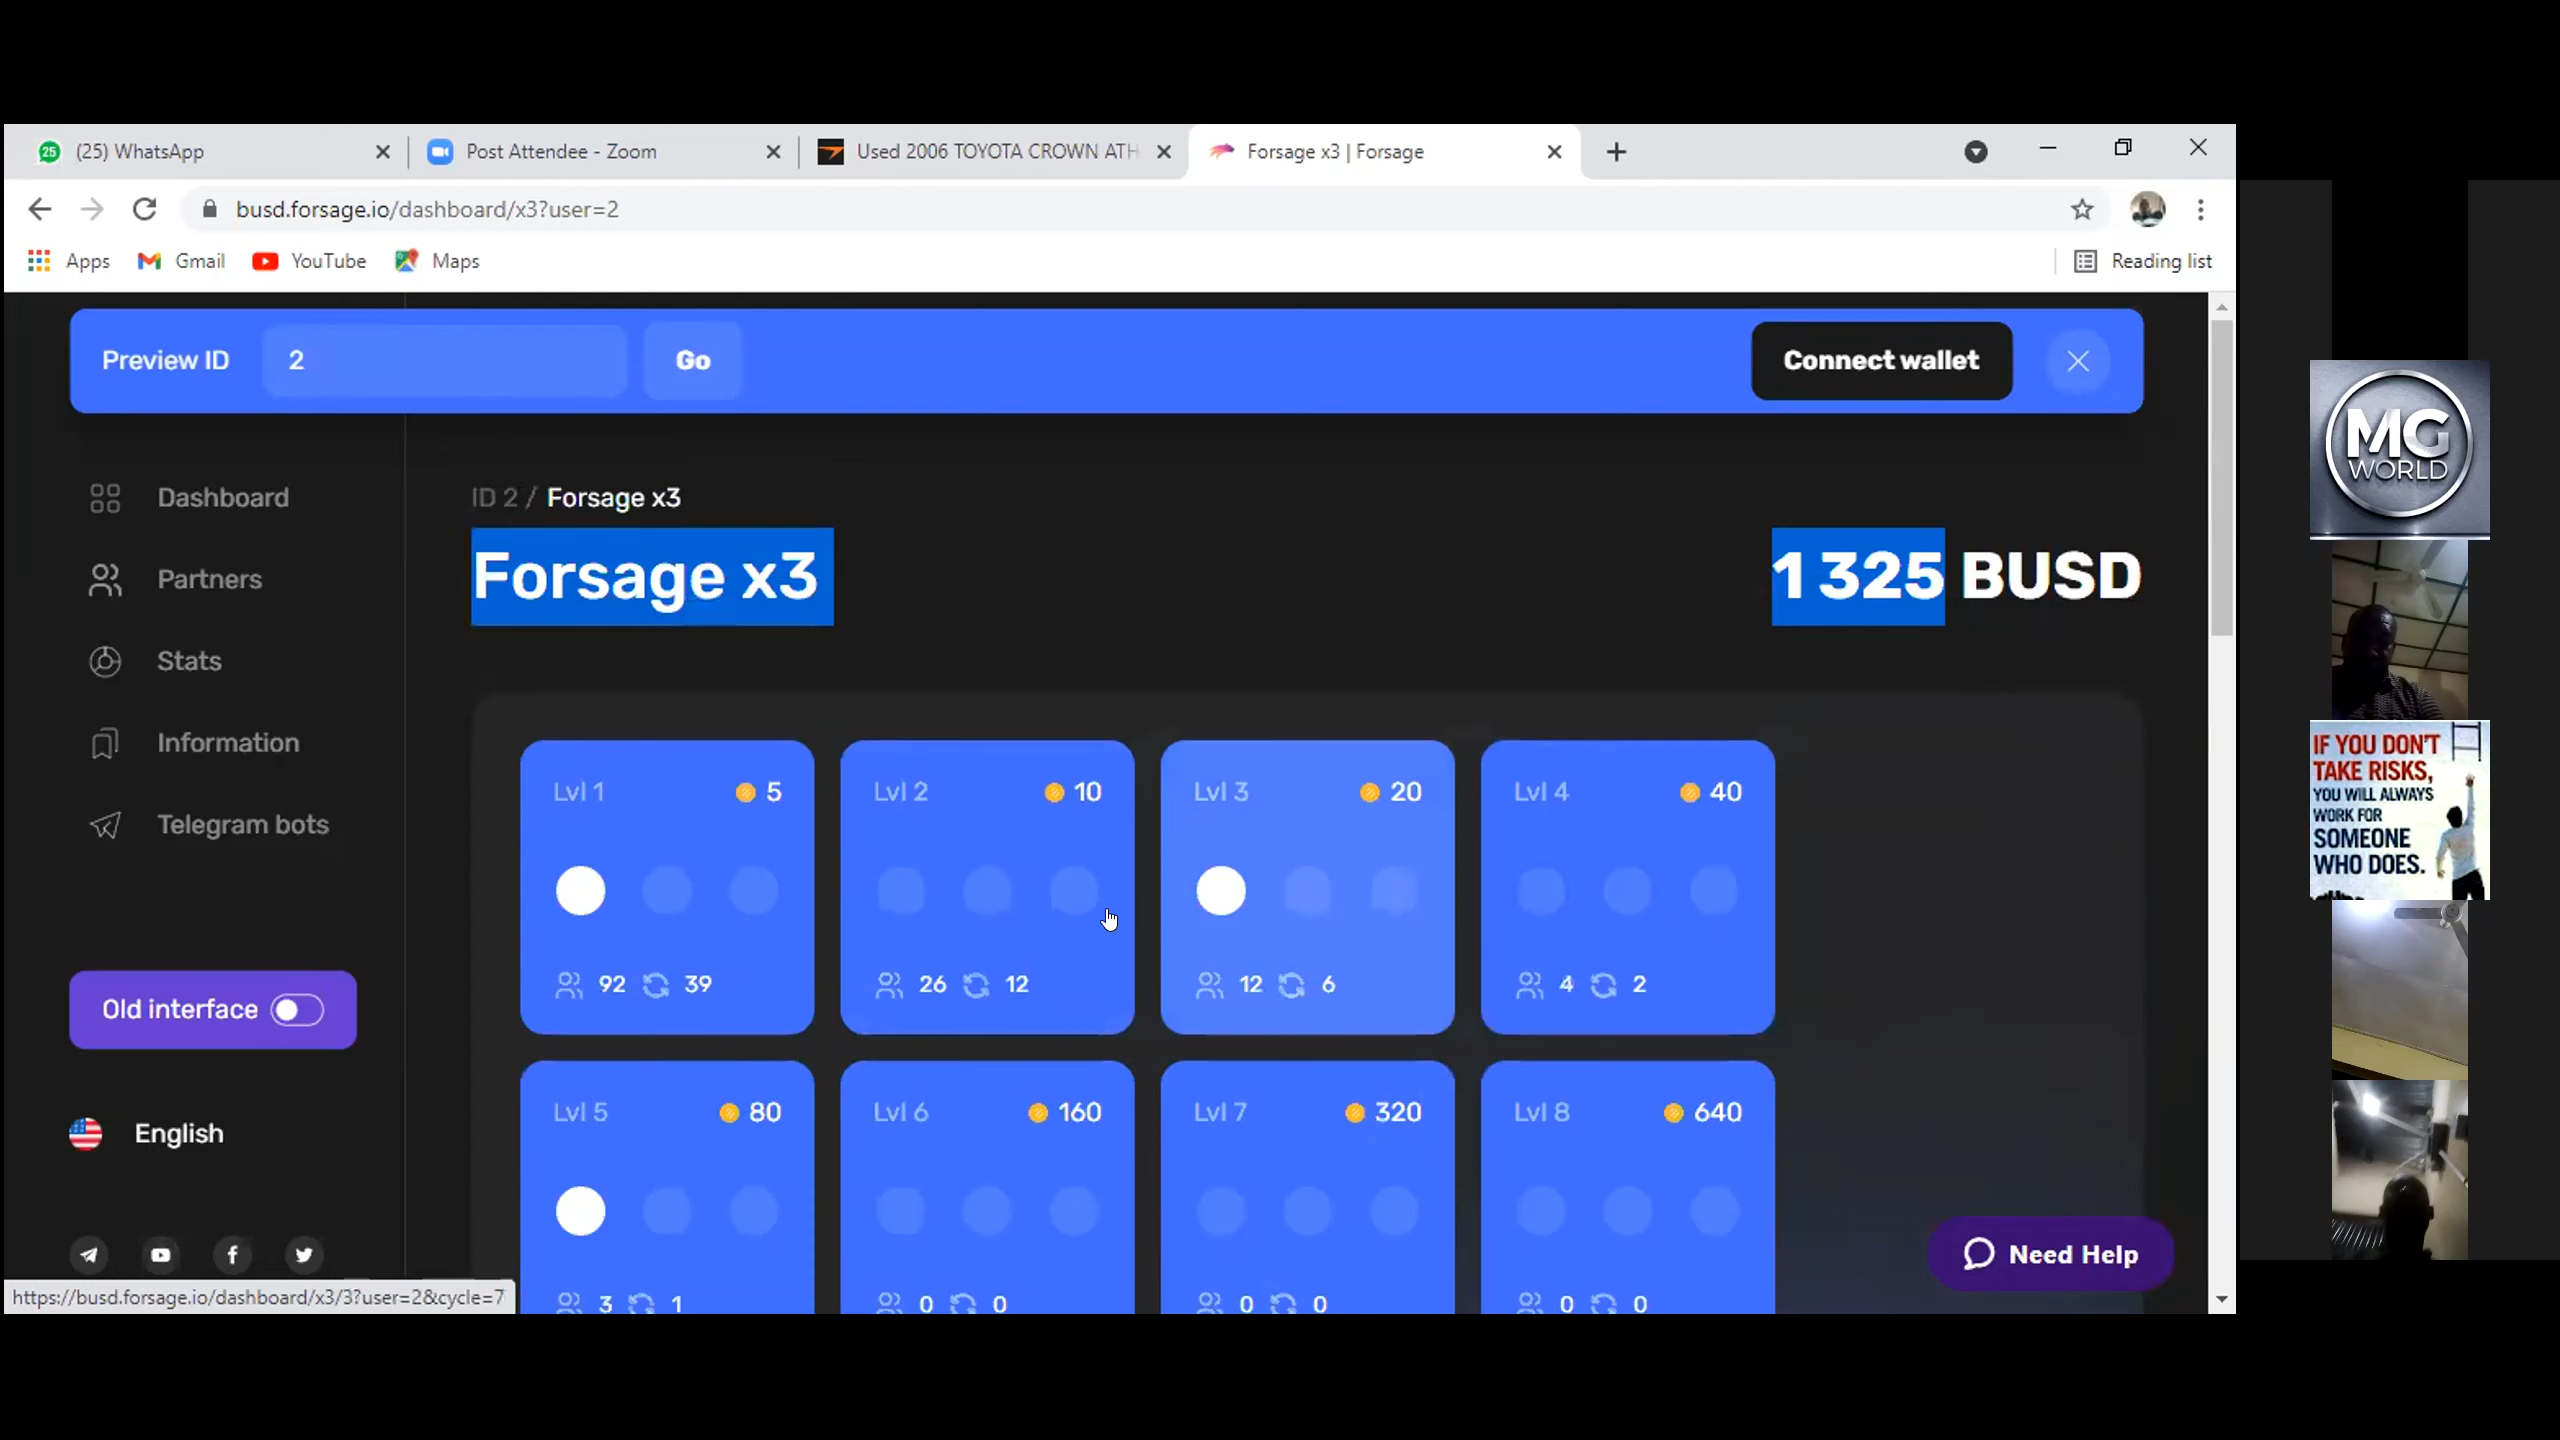 25 (25) WhatsApp
Post Attendee - Zoom
Used 2006 TOYOTA CROWN ATH
Forsage x3 | Forsage
busd.forsage.io/dashboard/x3?user=2
Apps
Gmail
YouTube
Maps
Reading list
Preview ID
2
Go
Connect wallet
Dashboard
Partners
Stats
Information
Telegram bots
Old interface
English
ID 2 / Forsage x3
Forsage x3
1 325 BUSD
Lvl 1 5
92 39
Lvl 2 10
26 12
Lvl 3 20
12 6
Lvl 4 40
4 2
Lvl 5 80
3 1
Lvl 6 160
0 0
Lvl 7 320
0 0
Lvl 8 640
0 0
Need Help
https://busd.forsage.io/dashboard/x3/3?user=2&cycle=7
MG
WORLD
IF YOU DON'T
TAKE RISKS,
YOU WILL ALWAYS
WORK FOR
SOMEONE
WHO DOES.